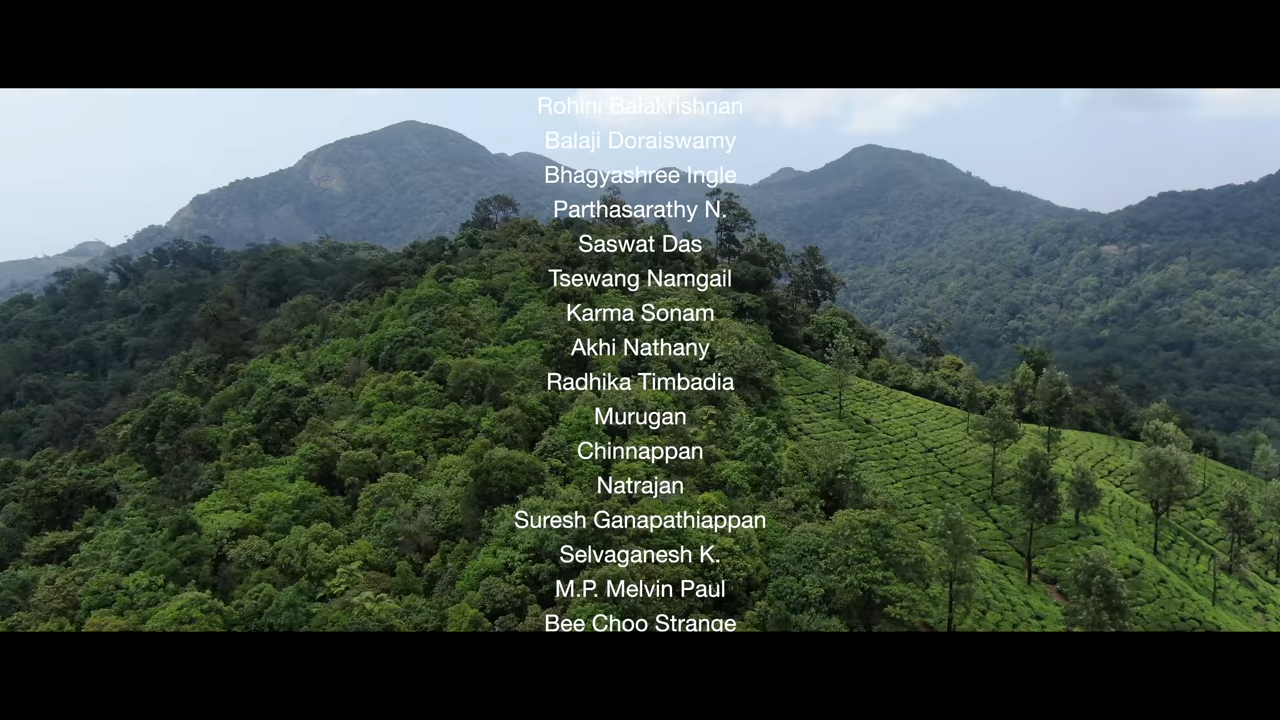 Rohini Balakrishnan
Balaji Doraiswamy
Bhagyashree Ingle
Parthasarathy N.
Saswat Das
Tsewang Namgail
Karma Sonam
Akhi Nathany
Radhika Timbadia
Murugan
Chinnappan
Natrajan
Suresh Ganapathiappan
Selvaganesh K.
M.P. Melvin Paul
Bee Choo Strange